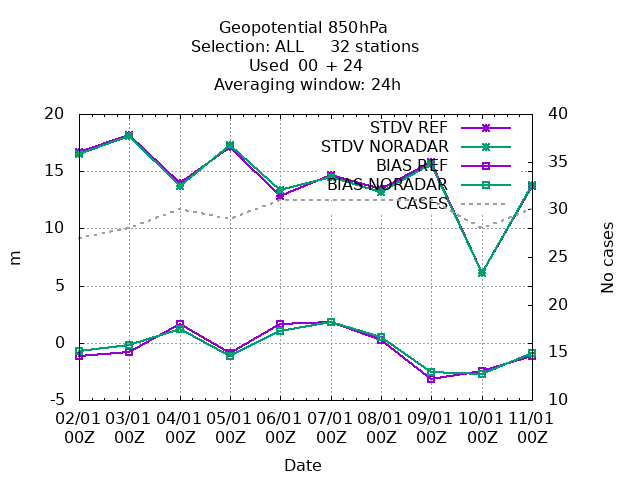 Geopotential 850hPa
Selection: ALL 32 stations
Used 00 + 24
Averaging window: 24h
20
15
10
5
0
-5
m
40
35
30
25
20
15
10
No cases
STDV REF
STDV NORADAR
BIAS REF
BIAS NORADAR
CASES
02/01 03/01 04/01 05/01 06/01 07/01 08/01 09/01 10/01 11/01
00Z 00Z 00Z 00Z 00Z 00Z 00Z 00Z 00Z 00Z
Date